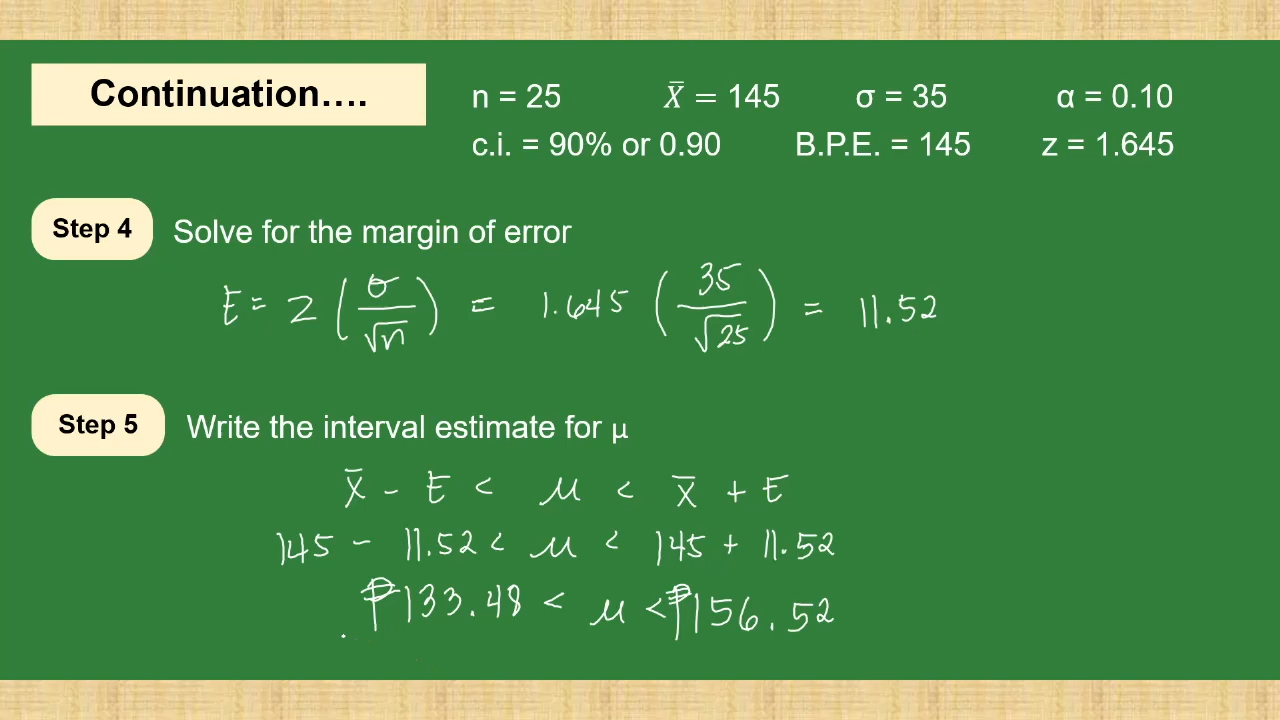 Continuation….
n = 25 X̄ = 145 σ = 35 α = 0.10
c.i. = 90% or 0.90 B.P.E. = 145 z = 1.645
Step 4 Solve for the margin of error
E = Z (σ/√n) = 1.645 (35/√25) = 11.52
Step 5 Write the interval estimate for μ
X̄ - E < μ < X̄ + E
145 - 11.52 < μ < 145 + 11.52
₱133.48 < μ < ₱156.52